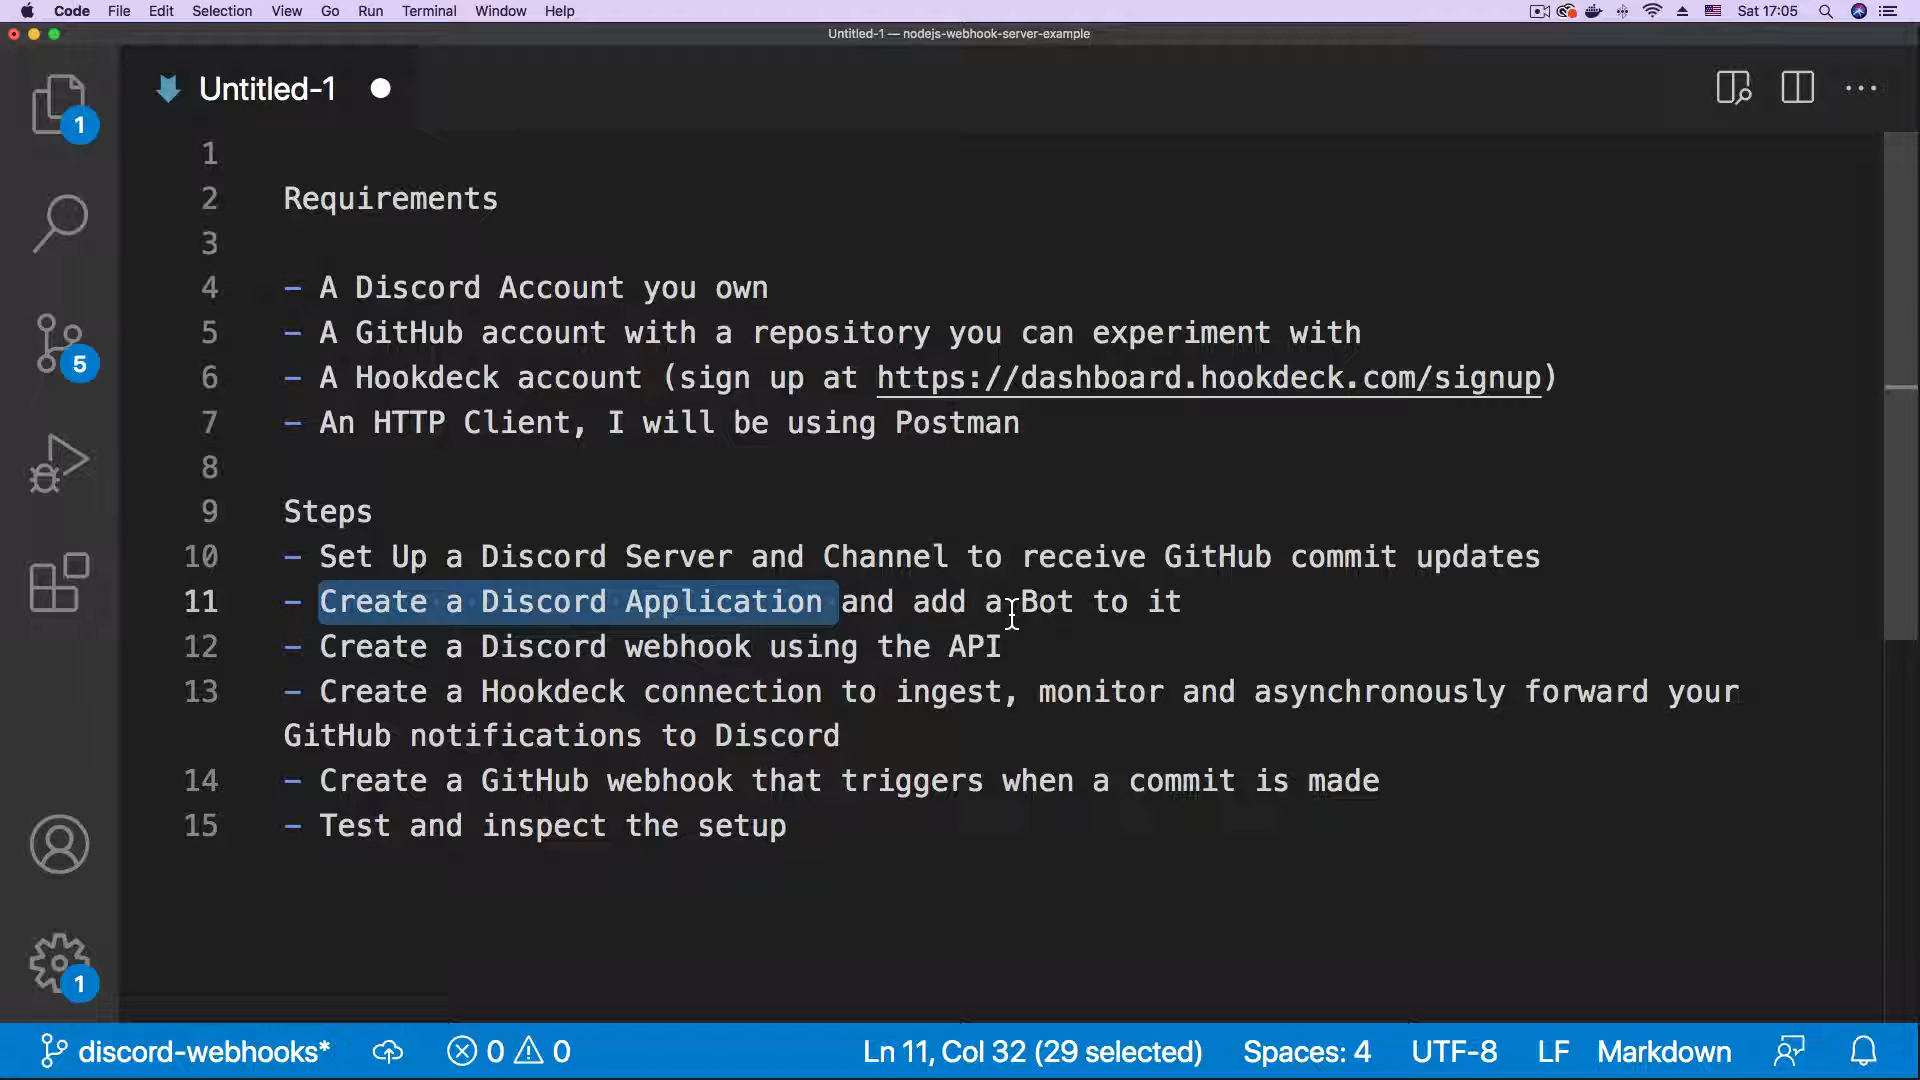 Code File Edit Selection View Go Run Terminal Window Help Sat 17:05
Untitled-1 — nodejs-webhook-server-example
Untitled-1
1
2 Requirements
3
4 - A Discord Account you own
5 - A GitHub account with a repository you can experiment with
6 - A Hookdeck account (sign up at https://dashboard.hookdeck.com/signup)
7 - An HTTP Client, I will be using Postman
8
9 Steps
10 - Set Up a Discord Server and Channel to receive GitHub commit updates
11 - Create a Discord Application and add a Bot to it
12 - Create a Discord webhook using the API
13 - Create a Hookdeck connection to ingest, monitor and asynchronously forward your
GitHub notifications to Discord
14 - Create a GitHub webhook that triggers when a commit is made
15 - Test and inspect the setup
1
5
1
discord-webhooks* 0 0 Ln 11, Col 32 (29 selected) Spaces: 4 UTF-8 LF Markdown